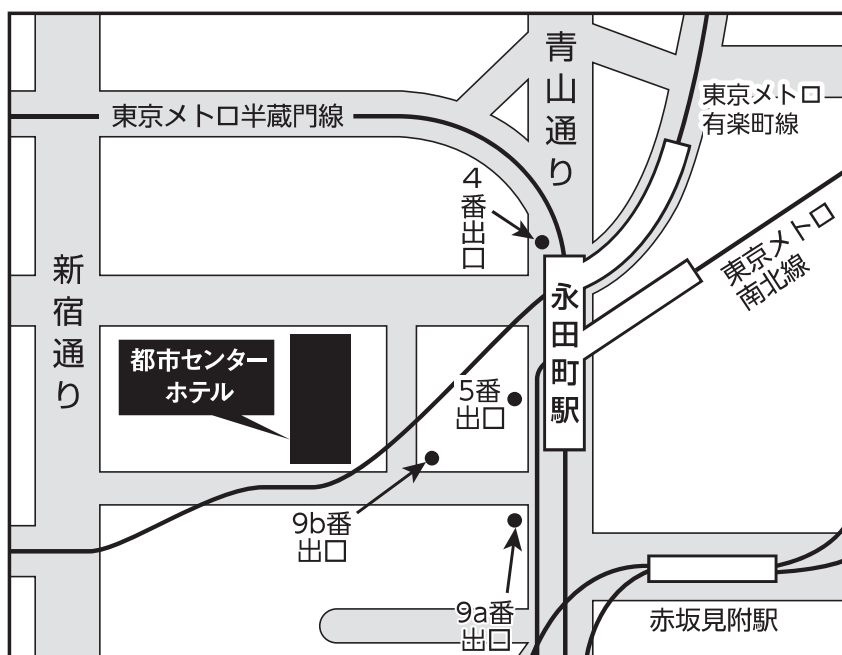 青山通り
東京メトロ
有楽町線
東京メトロ半蔵門線
4
番出口
新宿通り
東京メトロ
南北線
永田町駅
都市センター
ホテル
5番
出口
9b番
出口
9a番
出口
赤坂見附駅